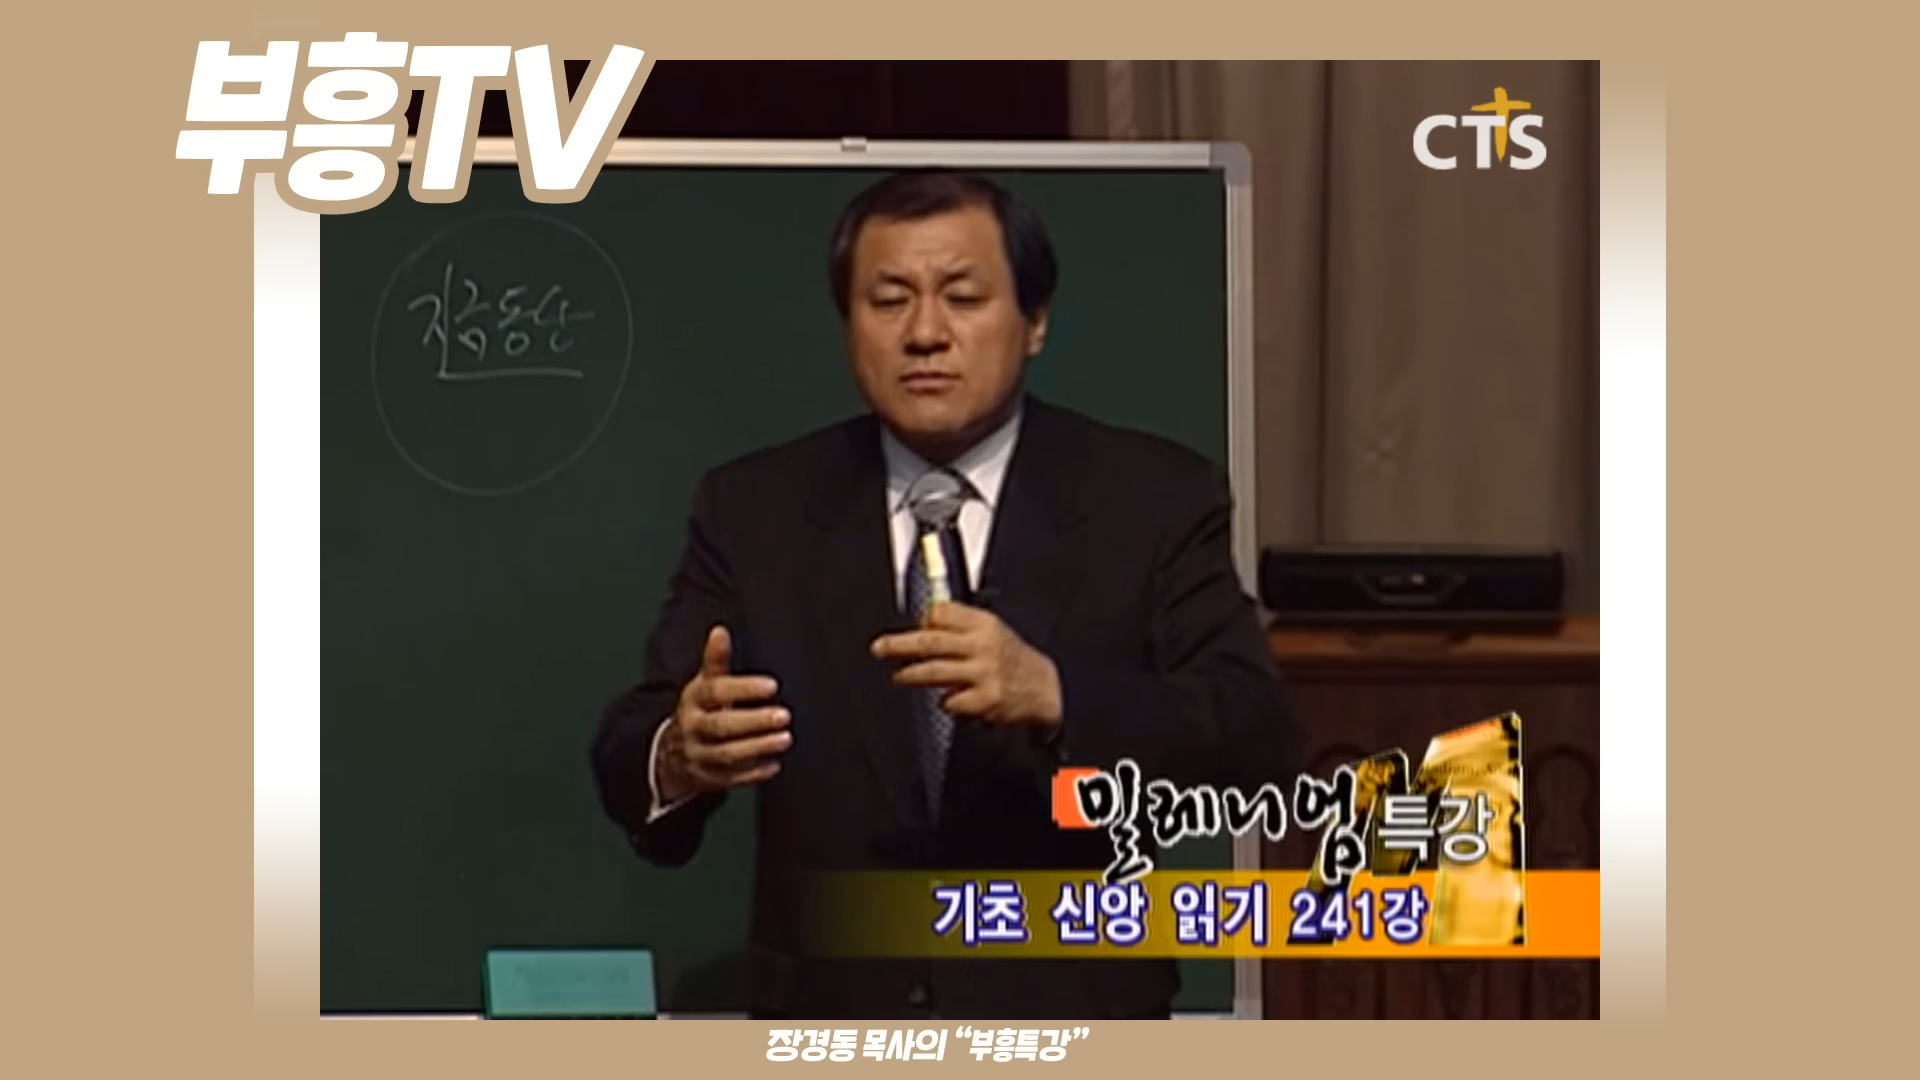 부흥TV
CTS
지금동산
밀레니엄 특강
기초 신앙 읽기 241강
장경동 목사의 “부흥특강”